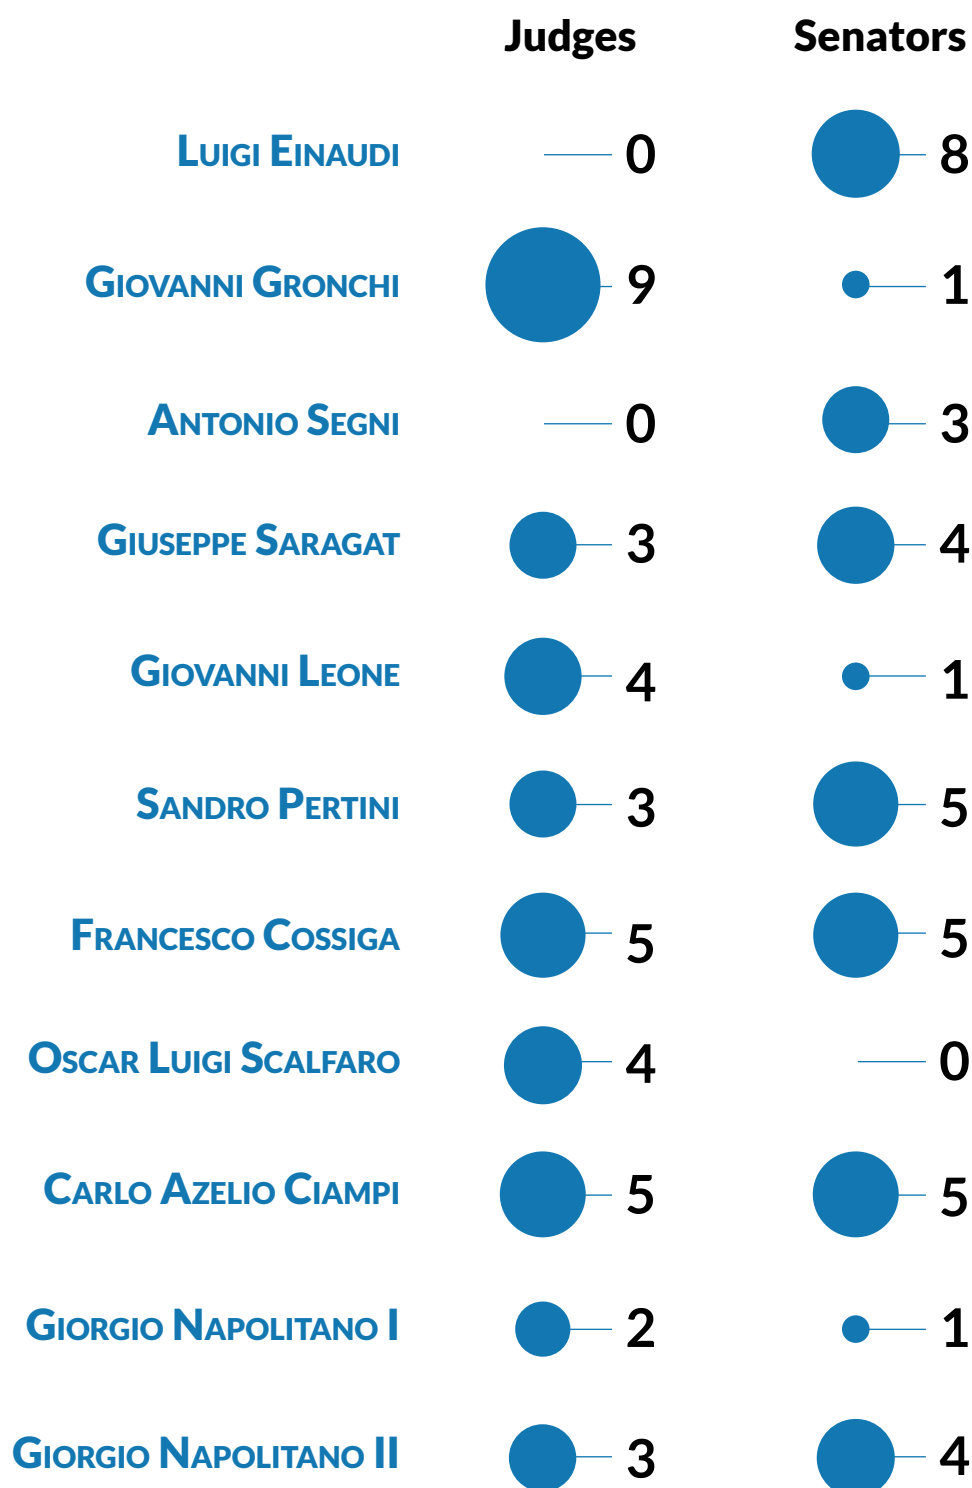 Judges Senators
Luigi Einaudi 0 8
Giovanni Gronchi 9 1
Antonio Segni 0 3
Giuseppe Saragat 3 4
Giovanni Leone 4 1
Sandro Pertini 3 5
Francesco Cossiga 5 5
Oscar Luigi Scalfaro 4 0
Carlo Azelio Ciampi 5 5
Giorgio Napolitano I 2 1
Giorgio Napolitano II 3 4